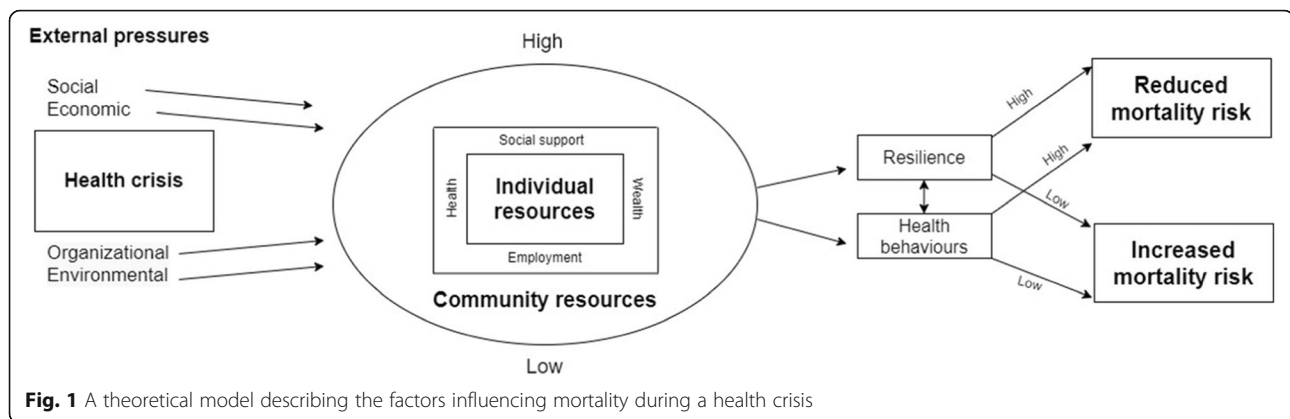 External pressures
Social
Economic
Health crisis
Organizational
Environmental
High
Social support
Health
Individual
resources
Wealth
Employment
Community resources
Low
Resilience
Health
behaviours
High
High
Low
Low
Reduced
mortality risk
Increased
mortality risk
Fig. 1 A theoretical model describing the factors influencing mortality during a health crisis